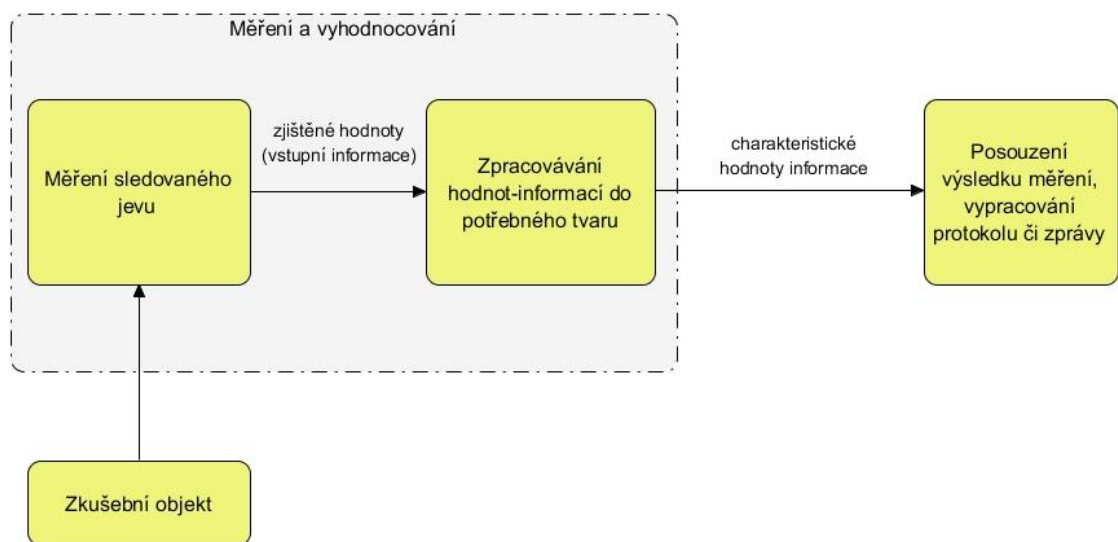 Měření a vyhodnocování
Měření sledovaného
jevu
zjištěné hodnoty
(vstupní informace)
Zpracovávání
hodnot-informací do
potřebného tvaru
charakteristické
hodnoty informace
Posouzení
výsledku měření,
vypracování
protokolu či zprávy
Zkušební objekt